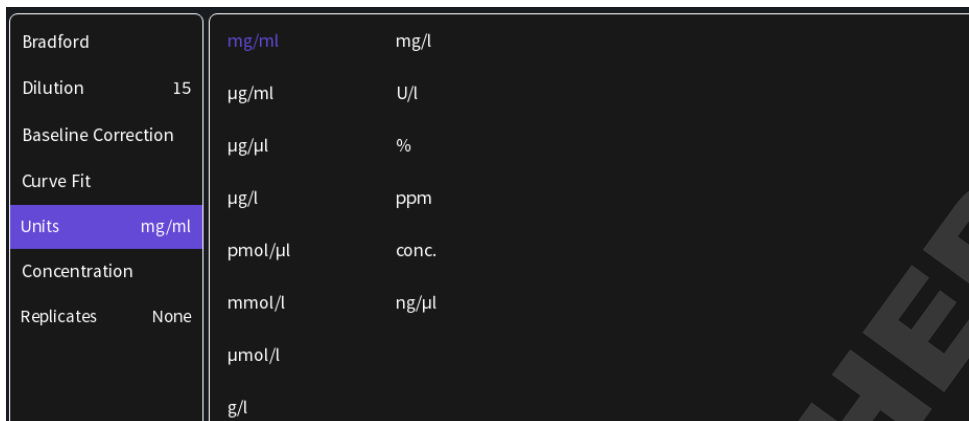 Bradford
Dilution 15
Baseline Correction
Curve Fit
Units mg/ml
Concentration
Replicates None
mg/ml
µg/ml
µg/µl
µg/l
pmol/µl
mmol/l
µmol/l
g/l
mg/l
U/l
%
ppm
conc.
ng/µl